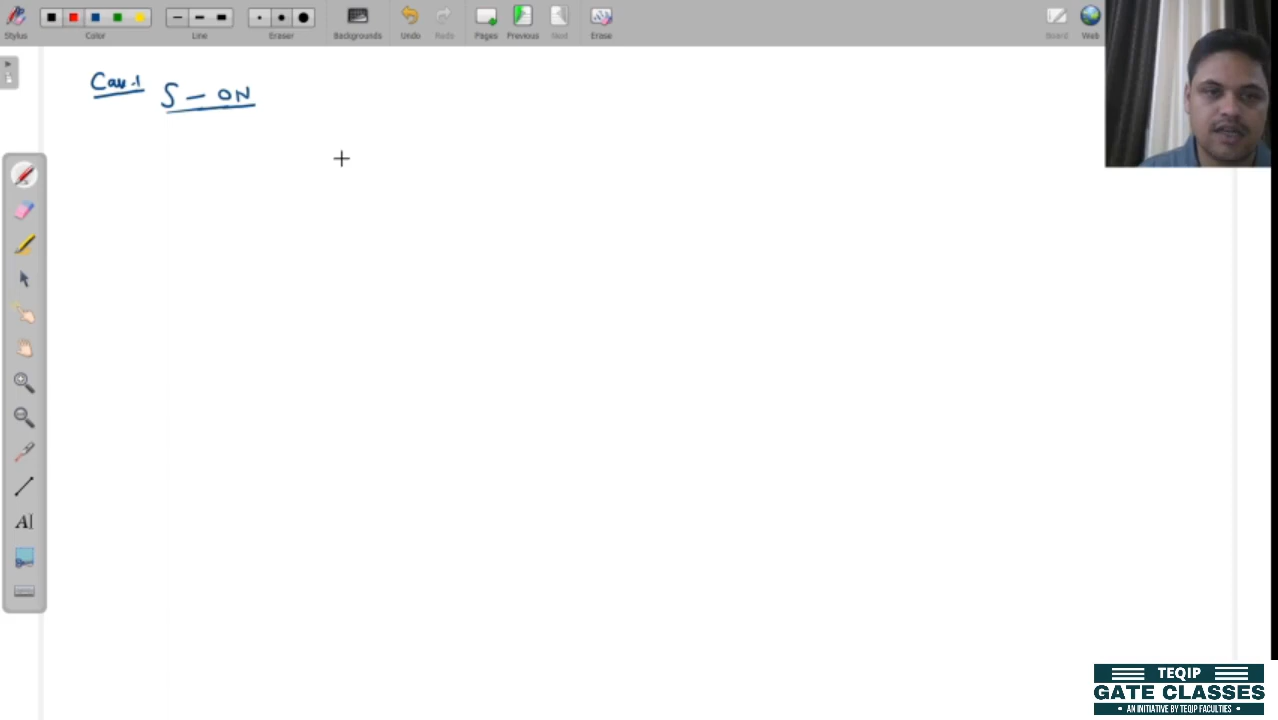 Stylus
Color
Line
Eraser
Backgrounds
Undo
Redo
Pages
Previous
Next
Erase
Board
Web
Case.1 S - ON
AI
TEQIP
GATE CLASSES
• AN INITIATIVE BY TEQIP FACULTIES •